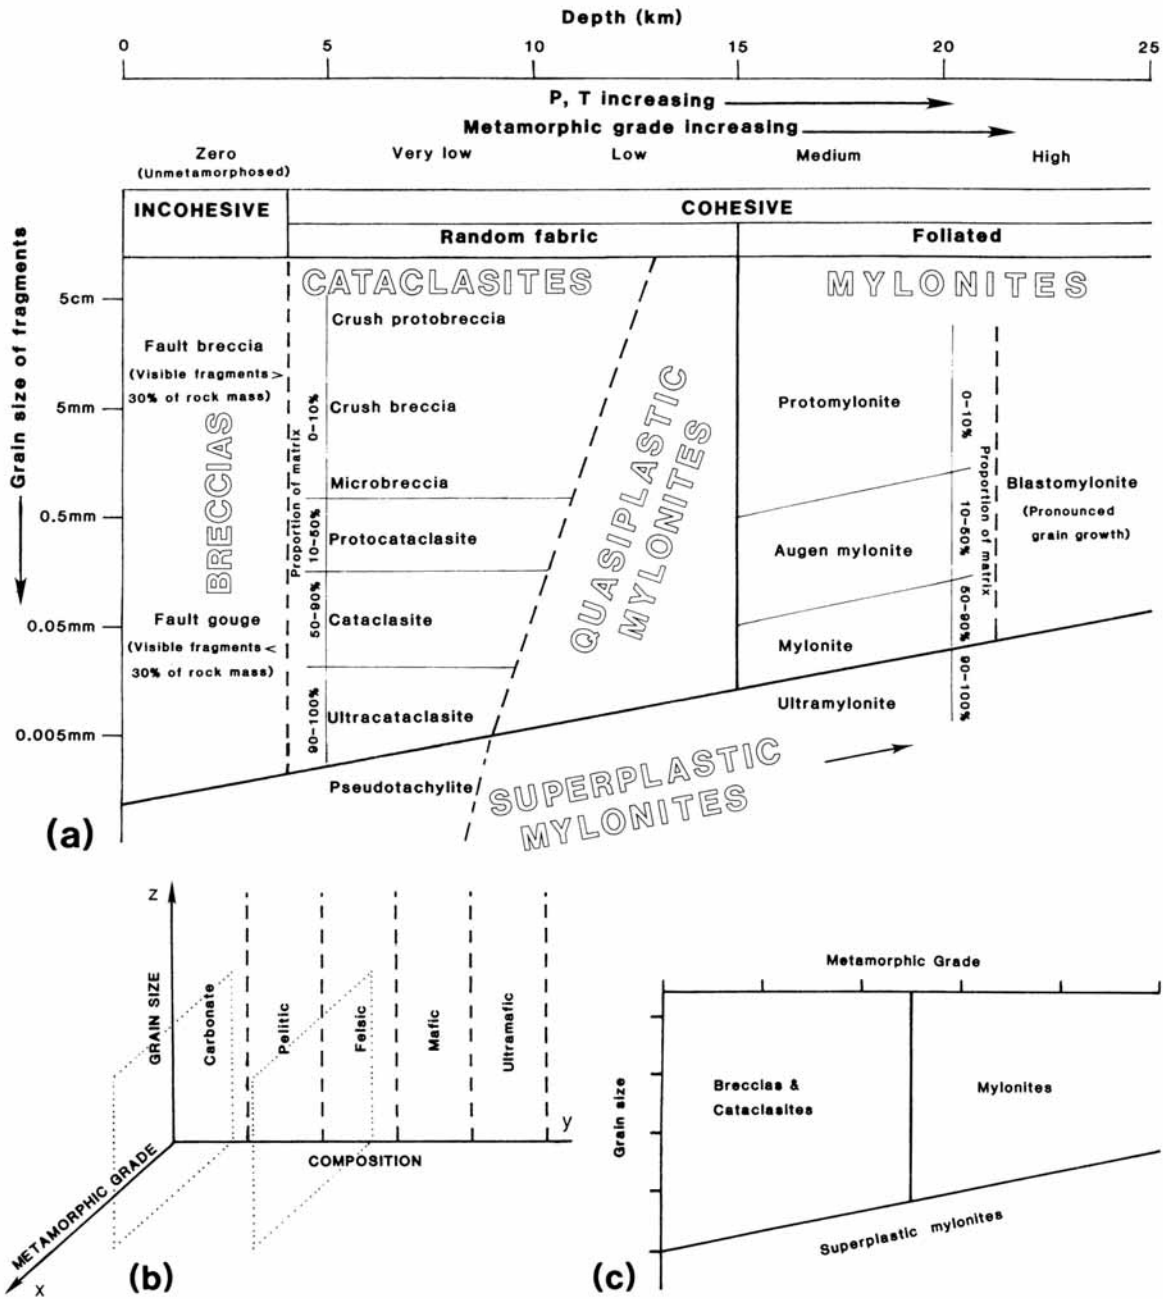 Depth (km)
0 5 10 15 20 25
P, T increasing
Metamorphic grade increasing
Zero
(Unmetamorphosed)
Very low
Low
Medium
High
INCOHESIVE
COHESIVE
Random fabric
Foliated
CATACLASITES
MYLONITES
Grain size of fragments
5cm
5mm
0.5mm
0.05mm
0.005mm
Fault breccia
(Visible fragments >
30% of rock mass)
BRECCIAS
Fault gouge
(Visible fragments <
30% of rock mass)
Proportion of matrix
0-10%
10-50%
50-90%
90-100%
Crush protobreccia
Crush breccia
Microbreccia
Protocataclasite
Cataclasite
Ultracataclasite
Pseudotachylite
QUASIPLASTIC
MYLONITES
Protomylonite
Augen mylonite
Mylonite
Ultramylonite
0-10%
10-50%
50-90%
90-100%
Proportion of matrix
Blastomylonite
(Pronounced
grain growth)
SUPERPLASTIC
MYLONITES
(a)
Z
GRAIN SIZE
Carbonate
Pelitic
Felsic
Mafic
Ultramafic
y
COMPOSITION
METAMORPHIC GRADE
X
(b)
Metamorphic Grade
Grain size
Breccias &
Cataclasites
Mylonites
Superplastic mylonites
(c)